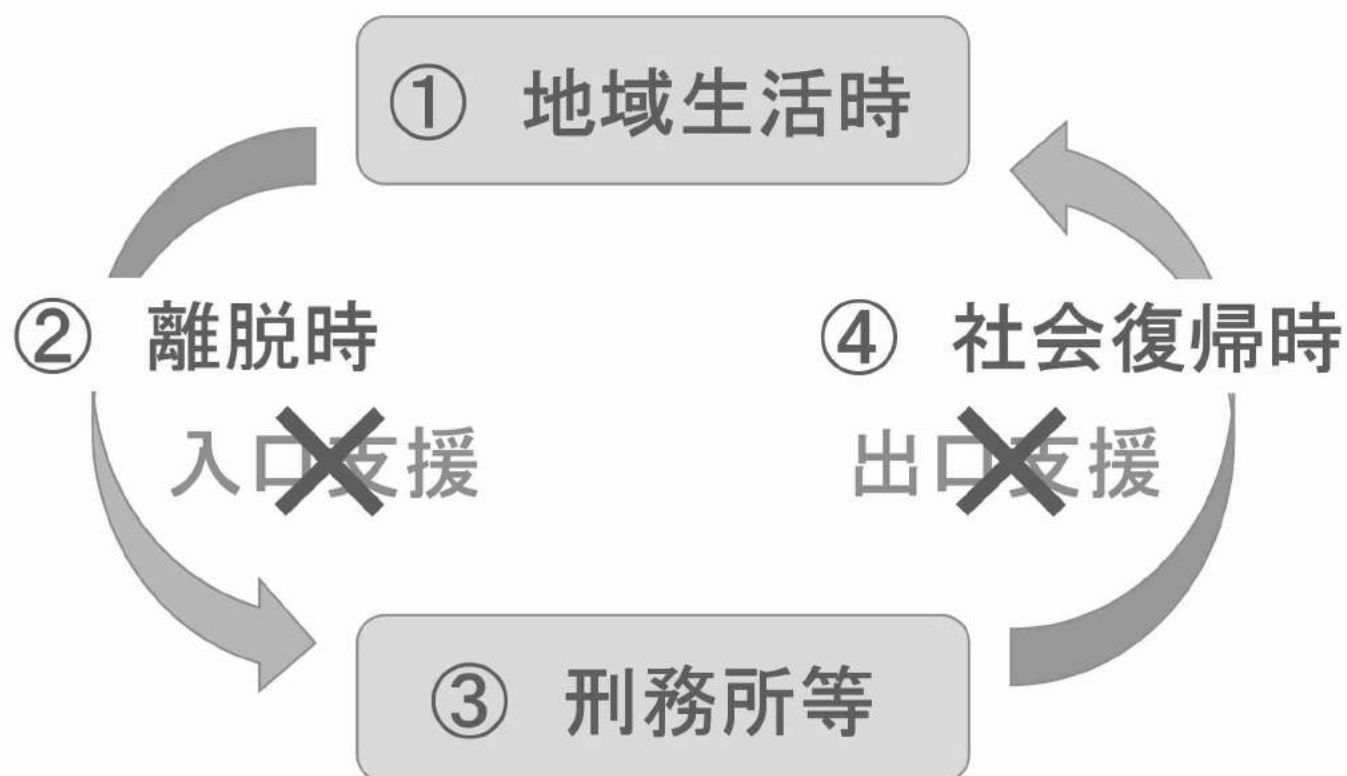 ① 地域生活時
② 離脱時
④ 社会復帰時
入口支援
出口支援
③ 刑務所等